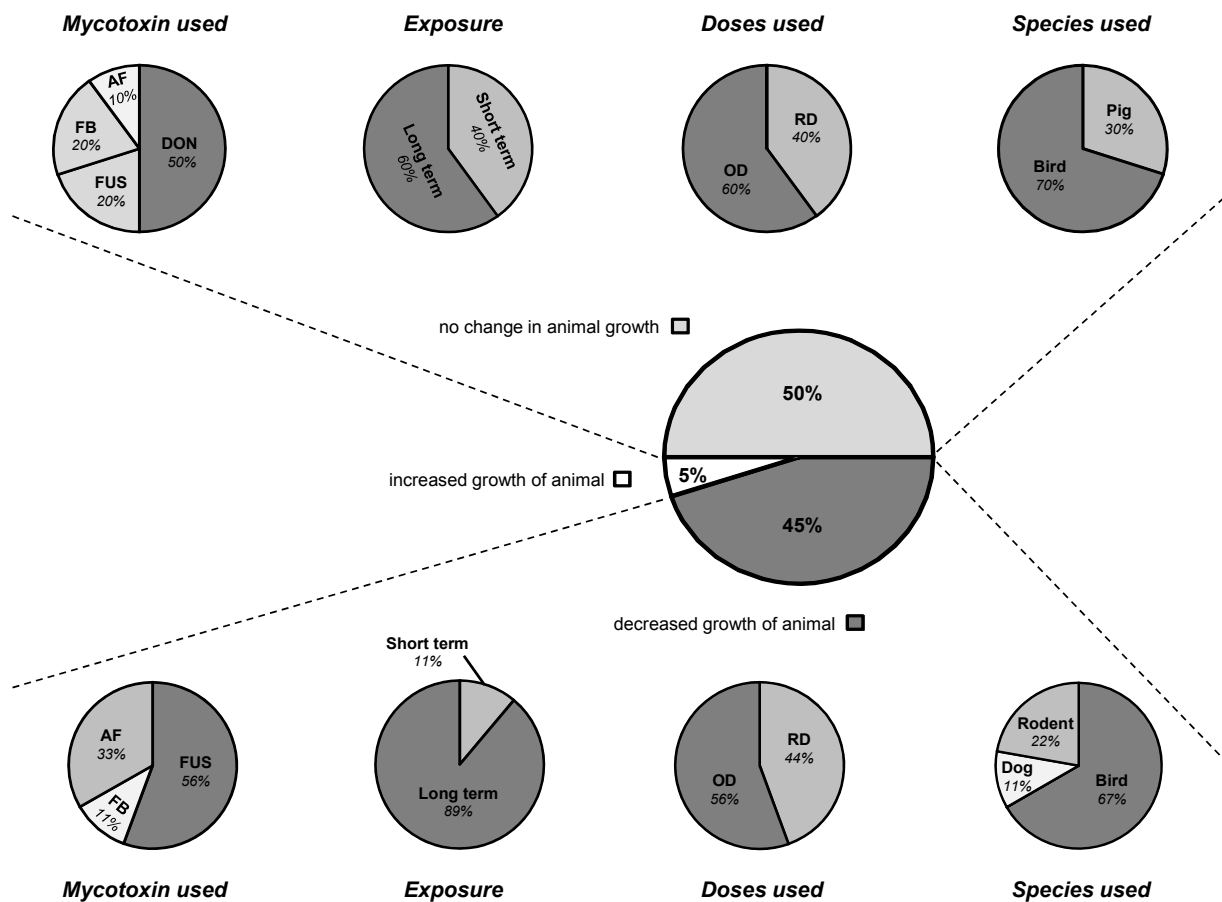 Mycotoxin used
Exposure
Doses used
Species used
AF
10%
FB
20%
DON
50%
FUS
20%
Short term
40%
Long term
60%
RD
40%
OD
60%
Pig
30%
Bird
70%
no change in animal growth
50%
increased growth of animal
5%
45%
decreased growth of animal
AF
33%
FUS
56%
FB
11%
Short term
11%
Long term
89%
RD
44%
OD
56%
Rodent
22%
Dog
11%
Bird
67%
Mycotoxin used
Exposure
Doses used
Species used